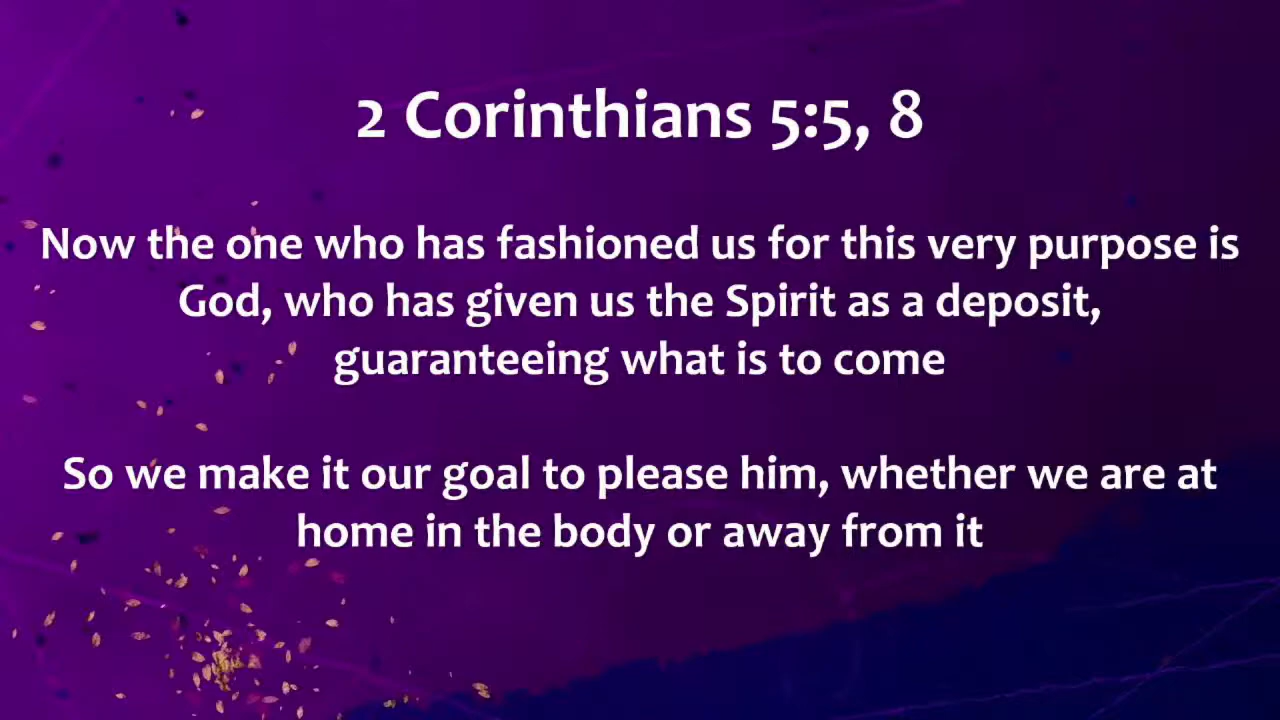 2 Corinthians 5:5, 8
Now the one who has fashioned us for this very purpose is
God, who has given us the Spirit as a deposit,
guaranteeing what is to come
So we make it our goal to please him, whether we are at
home in the body or away from it